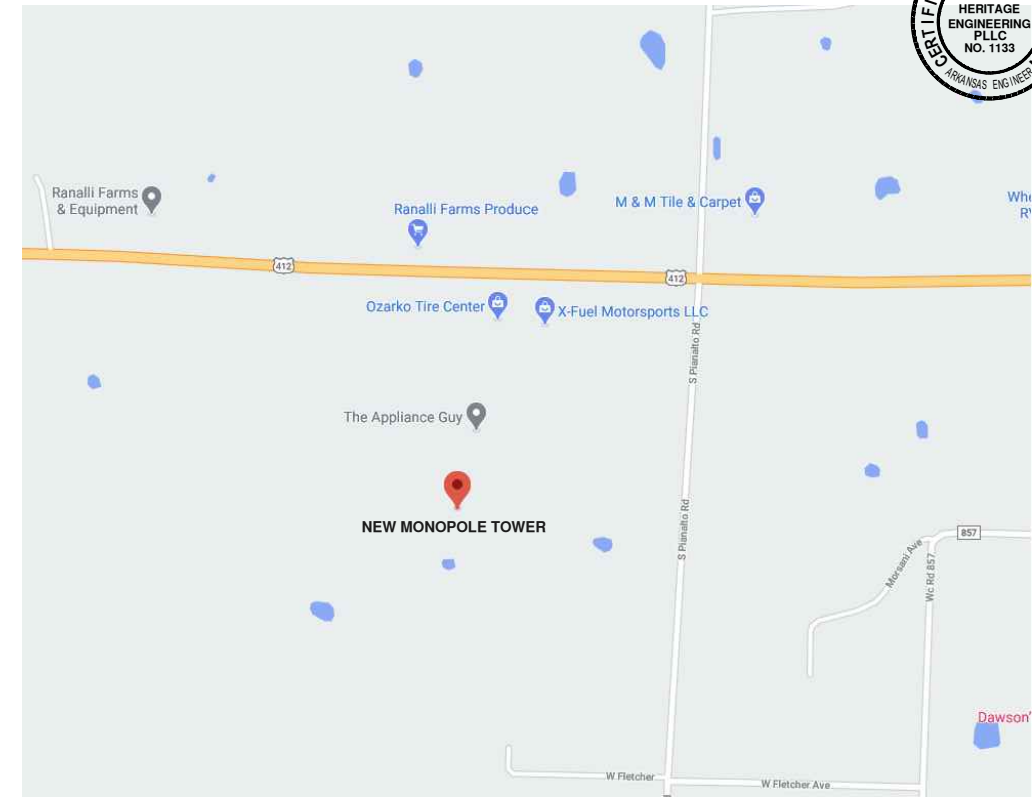 HERITAGE
ENGINEERING
PLLC
NO. 1133
ARKANSAS ENGINEER
Ranalli Farms
& Equipment
Ranalli Farms Produce
M & M Tile & Carpet
412
412
Ozarko Tire Center
X-Fuel Motorsports LLC
S Pianalto Rd
The Appliance Guy
NEW MONOPOLE TOWER
S Pianalto Rd
857
Morsani Ave
Wc Rd 857
Dawson'
W Fletcher
W Fletcher Ave